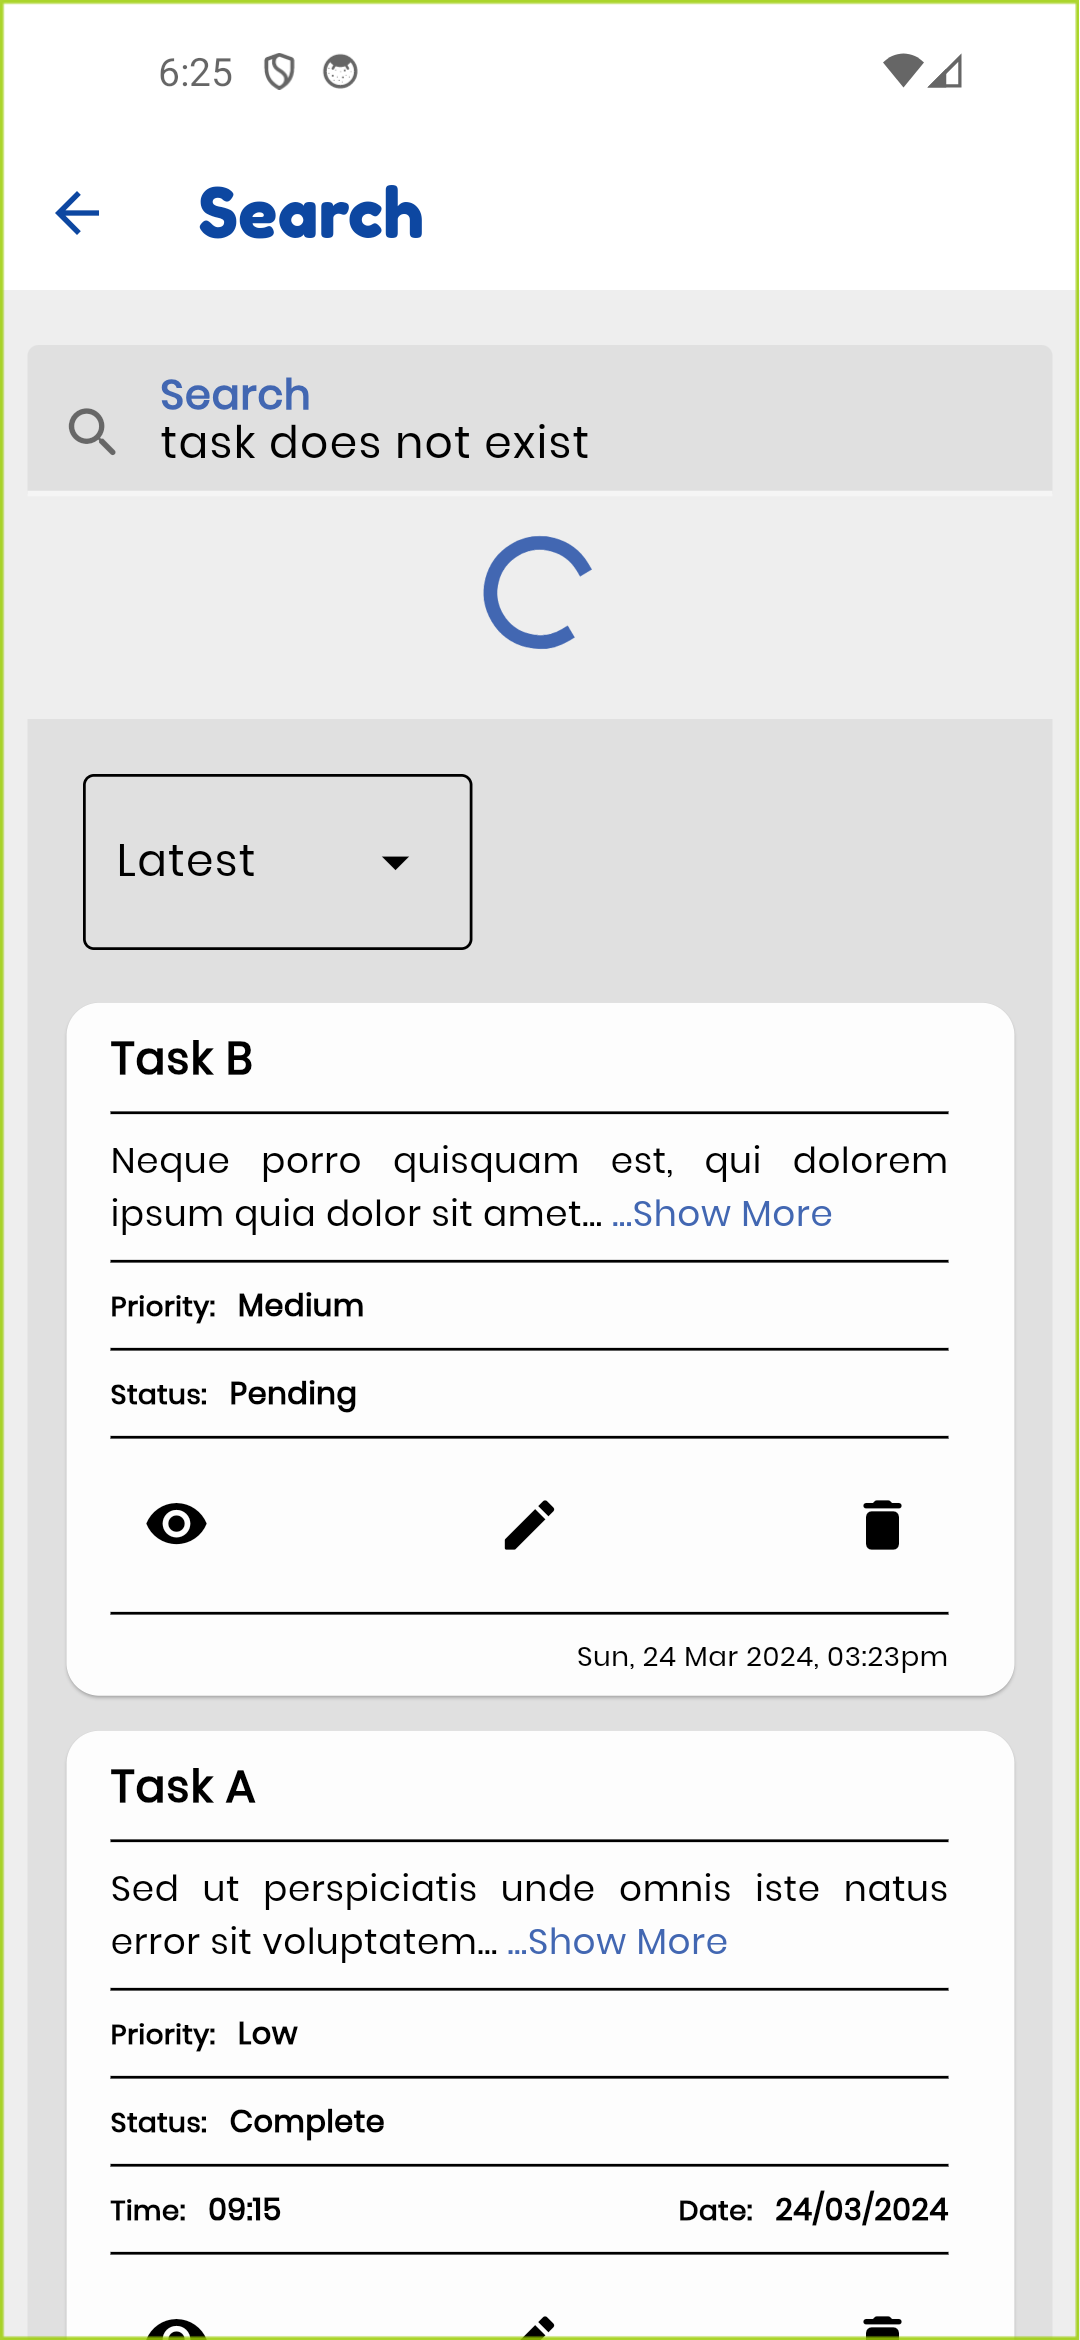 6:25
Search
Search
task does not exist
Latest
Task B
Neque porro quisquam est, qui dolorem
ipsum quia dolor sit amet... ...Show More
Priority: Medium
Status: Pending
Sun, 24 Mar 2024, 03:23pm
Task A
Sed ut perspiciatis unde omnis iste natus
error sit voluptatem... ...Show More
Priority: Low
Status: Complete
Time: 09:15 Date: 24/03/2024